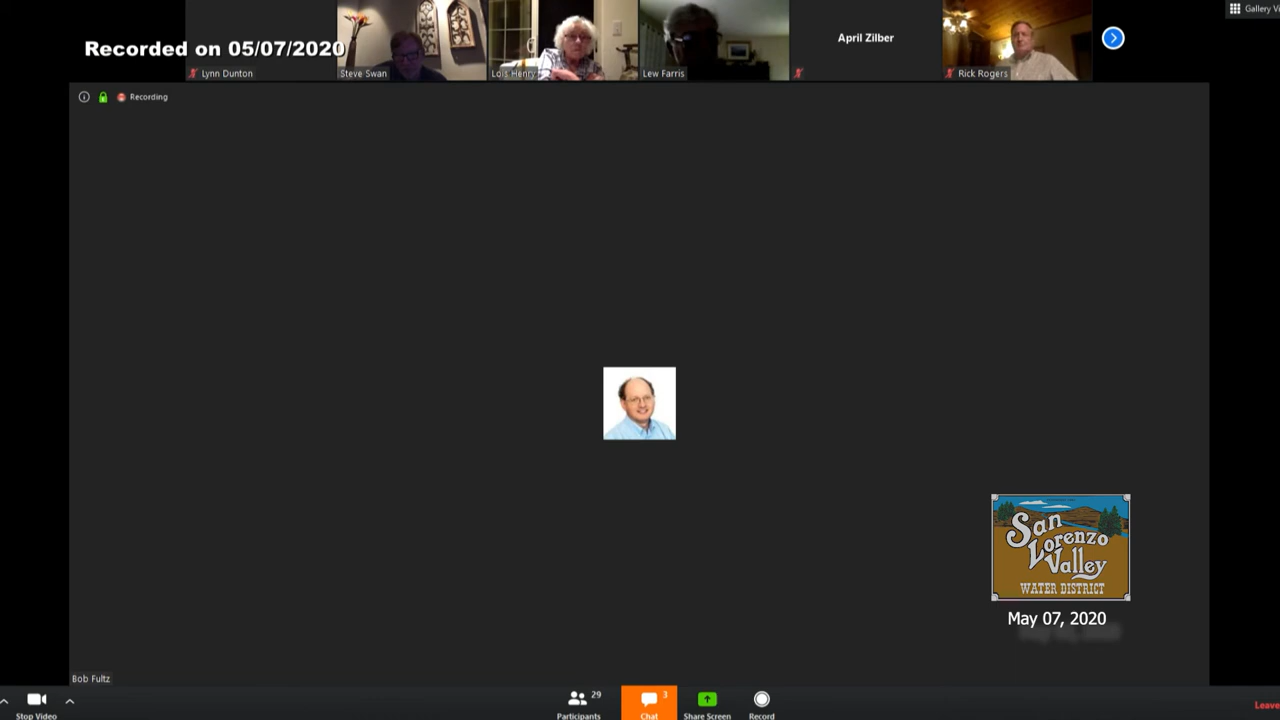 Gallery Vi
Recorded on 05/07/2020
April Zilber
Lynn Dunton
Steve Swan
Lois Henry
Lew Farris
Rick Rogers
Recording
San
Lorenzo
Valley
WATER DISTRICT
May 07, 2020
Bob Fultz
29
3
Stop Video
Participants
Chat
Share Screen
Record
Leave